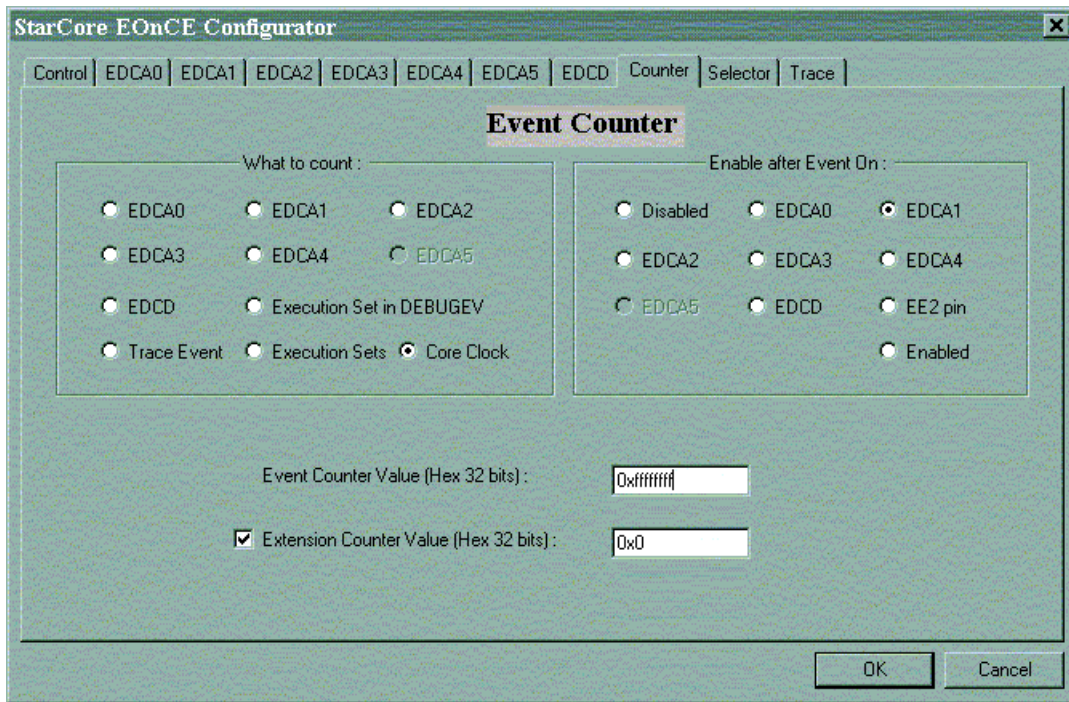 StarCore EOnCE Configurator
Control EDCA0 EDCA1 EDCA2 EDCA3 EDCA4 EDCA5 EDCD Counter Selector Trace
Event Counter
What to count :
EDCA0 EDCA1 EDCA2
EDCA3 EDCA4 EDCA5
EDCD Execution Set in DEBUGEV
Trace Event Execution Sets Core Clock
Enable after Event On :
Disabled EDCA0 EDCA1
EDCA2 EDCA3 EDCA4
EDCA5 EDCD EE2 pin
Enabled
Event Counter Value (Hex 32 bits) : 0xffffffff
Extension Counter Value (Hex 32 bits) : 0x0
OK Cancel